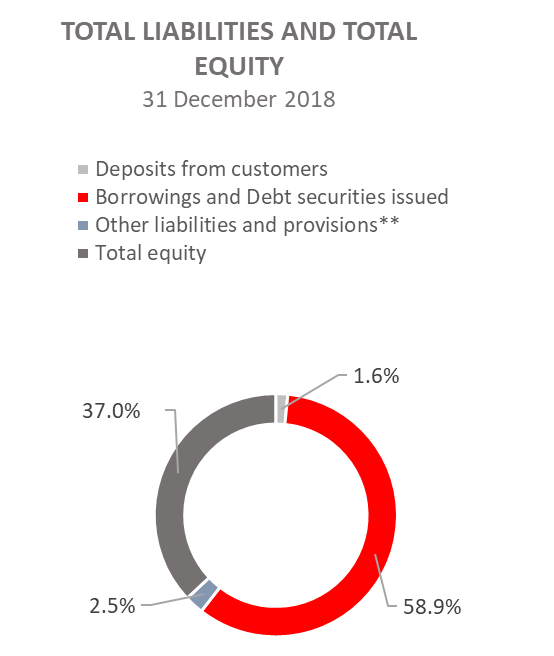 TOTAL LIABILITIES AND TOTAL
EQUITY
31 December 2018
Deposits from customers
Borrowings and Debt securities issued
Other liabilities and provisions**
Total equity
1.6%
37.0%
2.5%
58.9%